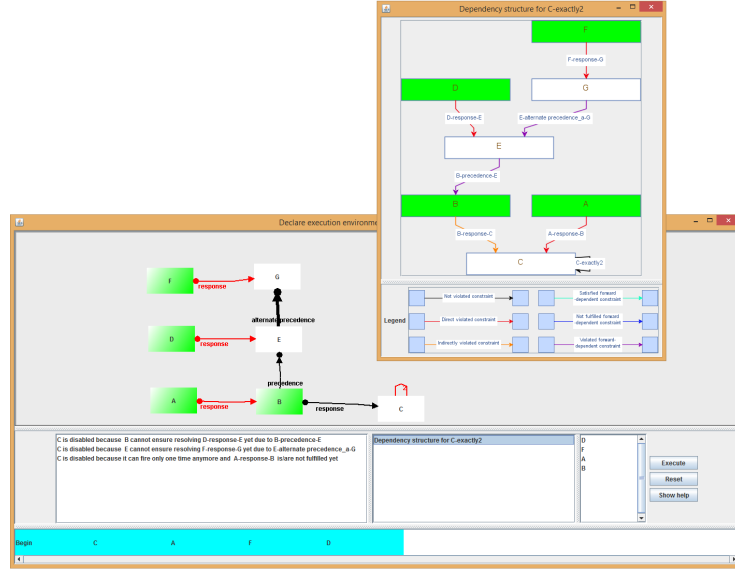 Dependency structure for C-exactly2
F
F-response-G
D
G
D-response-E
E-alternate precedence_a-G
E
B-precedence-E
B
A
B-response-C
A-response-B
C
C-exactly2
Legend
Not violated constraint
Satisfied forward
-dependent constraint
Direct violated constraint
Not fulfilled forward
-dependent constraint
Indirectly violated constraint
Violated forward-
dependent constraint
Declare execution environme
F
response
G
alternate precedence
D
response
E
precedence
A
response
B
response
2
C
C is disabled because B cannot ensure resolving D-response-E yet due to B-precedence-E
C is disabled because E cannot ensure resolving F-response-G yet due to E-alternate precedence_a-G
C is disabled because it can fire only one time anymore and A-response-B is/are not fulfilled yet
Dependency structure for C-exactly2
D
F
A
B
Execute
Reset
Show help
Begin C A F D